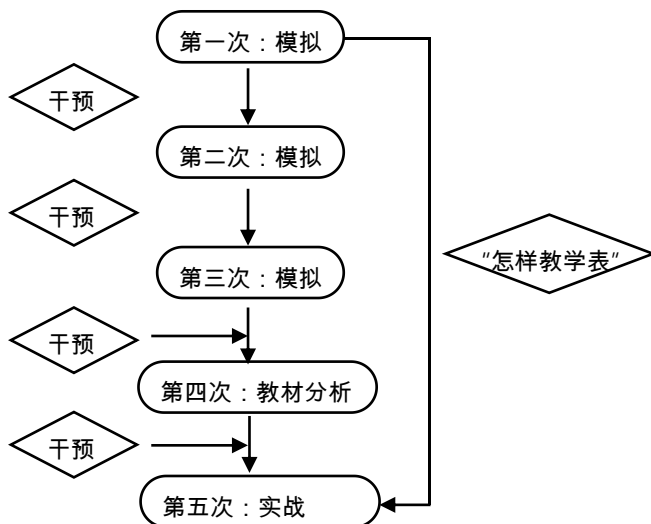 第一次：模拟
干预
第二次：模拟
干预
第三次：模拟
"怎样教学表"
干预
第四次：教材分析
干预
第五次：实战